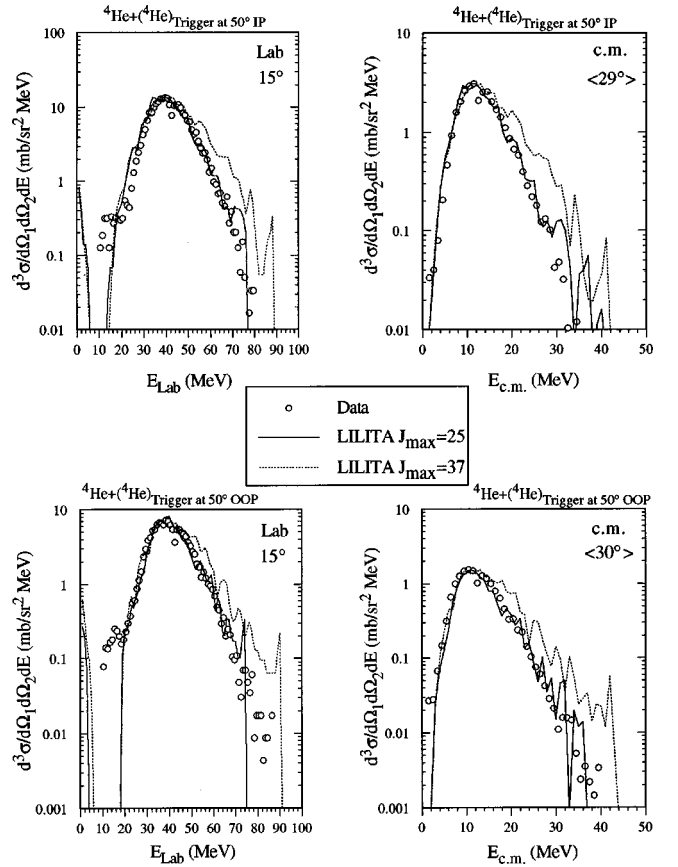 ⁴He+(⁴He)Trigger at 50° IP
Lab
15°
d³σ/dΩ₁dΩ₂dE (mb/sr² MeV)
100
10
1
0.1
0.01
0 10 20 30 40 50 60 70 80 90 100
E_Lab (MeV)
⁴He+(⁴He)Trigger at 50° IP
c.m.
<29°>
d³σ/dΩ₁dΩ₂dE (mb/sr² MeV)
10
1
0.1
0.01
0 10 20 30 40 50
E_c.m. (MeV)
Data
LILITA J_max=25
LILITA J_max=37
⁴He+(⁴He)Trigger at 50° OOP
Lab
15°
d³σ/dΩ₁dΩ₂dE (mb/sr² MeV)
10
1
0.1
0.01
0.001
0 10 20 30 40 50 60 70 80 90 100
E_Lab (MeV)
⁴He+(⁴He)Trigger at 50° OOP
c.m.
<30°>
d³σ/dΩ₁dΩ₂dE (mb/sr² MeV)
10
1
0.1
0.01
0.001
0 10 20 30 40 50
E_c.m. (MeV)